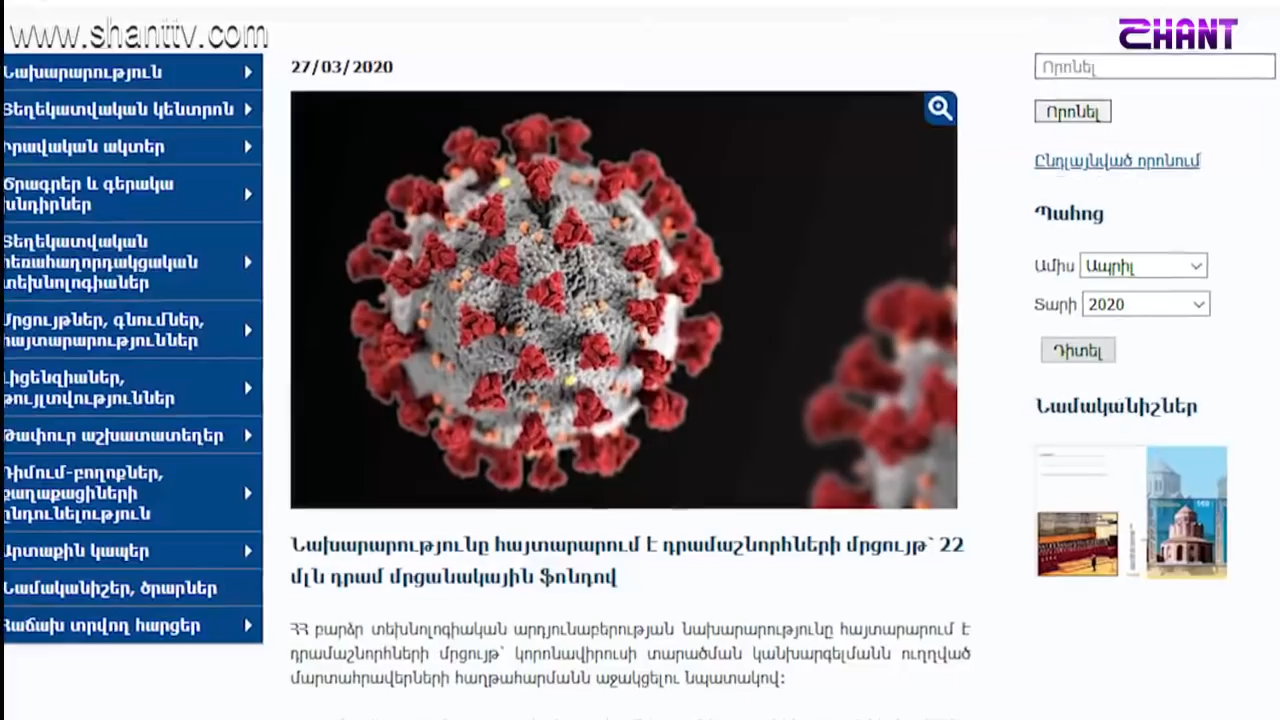 www.shanttv.com
SHANT
Նախարարություն
Տեղեկատվական կենտրոն
Իրավական ակտեր
Ծրագրեր և գերակա
խնդիրներ
Տեղեկատվական
հեռահաղորդակցական
տեխնոլոգիաներ
Մրցույթներ, գնումներ,
հայտարարություններ
Լիցենզիաներ,
թույլտվություններ
Թափուր աշխատատեղեր
Դիմում-բողոքներ,
քաղաքացիների
ընդունելություն
Արտաքին կապեր
Նամականիշեր, ծրարներ
Հաճախ տրվող հարցեր
27/03/2020
Նախարարությունը հայտարարում է դրամաշնորհների մրցույթ` 22
մլն դրամ մրցանակային ֆոնդով
ՀՀ բարձր տեխնոլոգիական արդյունաբերության նախարարությունը հայտարարում է
դրամաշնորհների մրցույթ` կորոնավիրուսի տարածման կանխարգելմանն ուղղված
մարտահրավերների հաղթահարմանն աջակցելու նպատակով:
Որոնել
Որոնել
Ընդլայնված որոնում
Պահոց
Ամիս Ապրիլ
Տարի 2020
Դիտել
Նամականիշներ